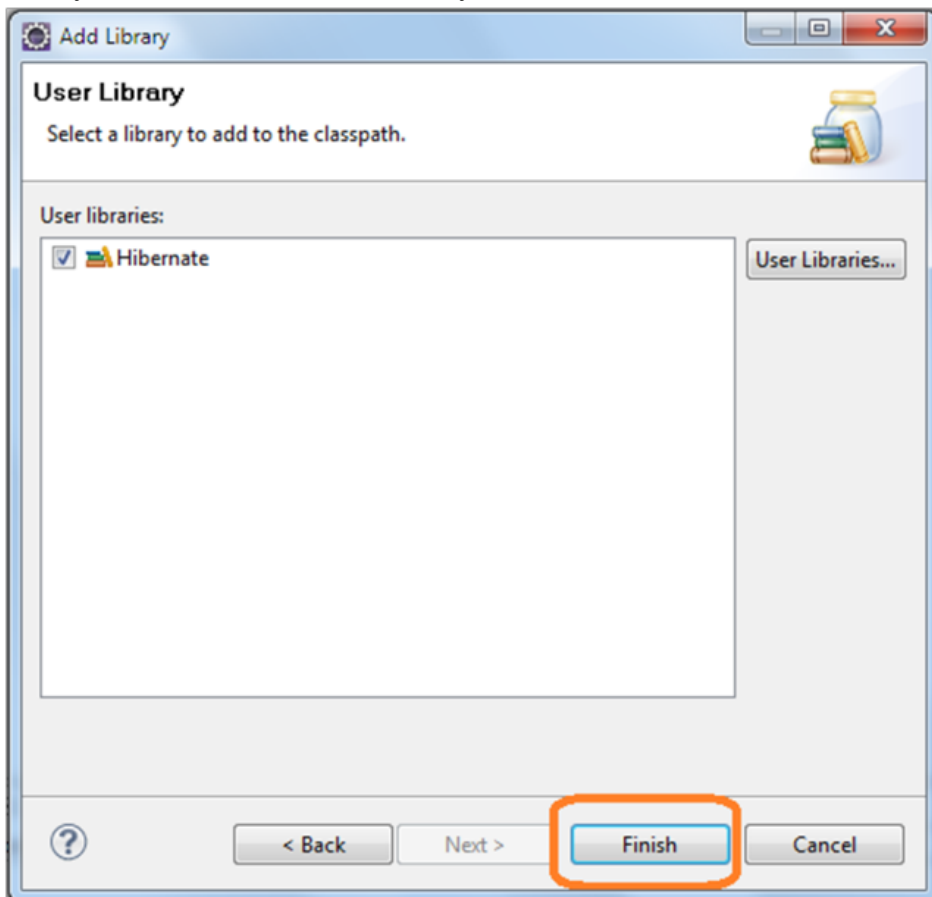 Add Library
User Library
Select a library to add to the classpath.
User libraries:
Hibernate
User Libraries...
?
< Back Next > Finish Cancel